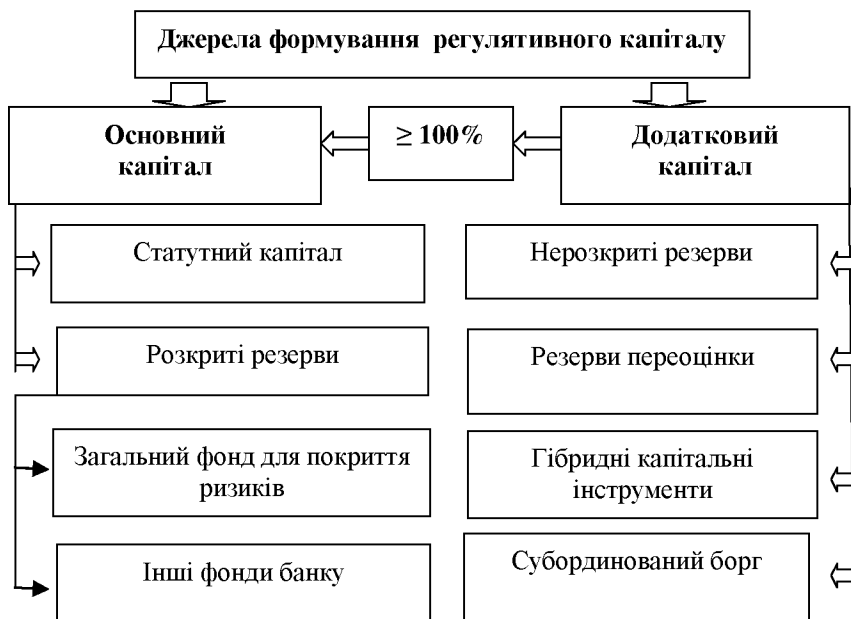 Джерела формування регулятивного капіталу
Основний
капітал
≥ 100%
Додатковий
капітал
Статутний капітал
Нерозкриті резерви
Розкриті резерви
Резерви переоцінки
Загальний фонд для покриття
ризиків
Гібридні капітальні
інструменти
Інші фонди банку
Субординований борг